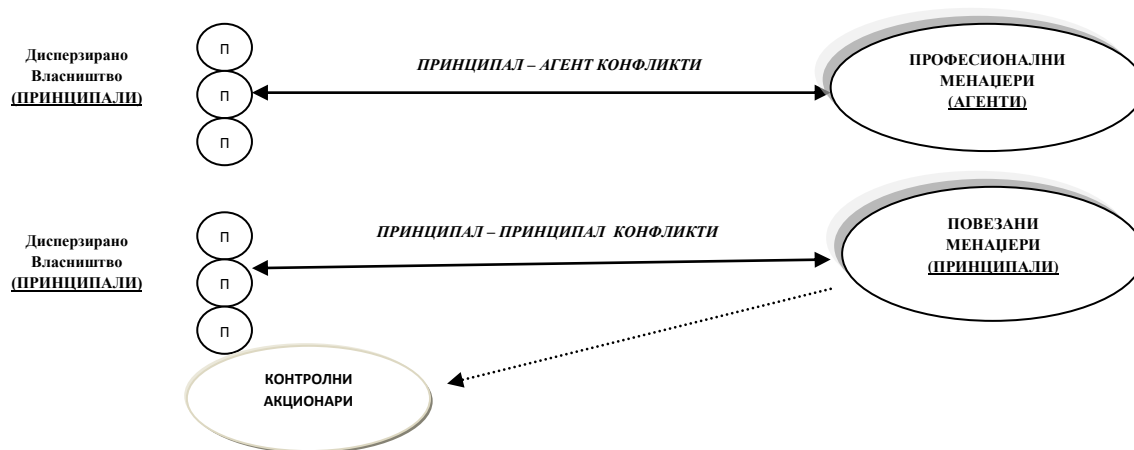 Дисперзирано
Власништво
(ПРИНЦИПАЛИ)
П
П
П
ПРИНЦИПАЛ – АГЕНТ КОНФЛИКТИ
ПРОФЕСИОНАЛНИ
МЕНАЏЕРИ
(АГЕНТИ)
Дисперзирано
Власништво
(ПРИНЦИПАЛИ)
П
П
П
ПРИНЦИПАЛ – ПРИНЦИПАЛ КОНФЛИКТИ
ПОВЕЗАНИ
МЕНАЏЕРИ
(ПРИНЦИПАЛИ)
КОНТРОЛНИ
АКЦИОНАРИ